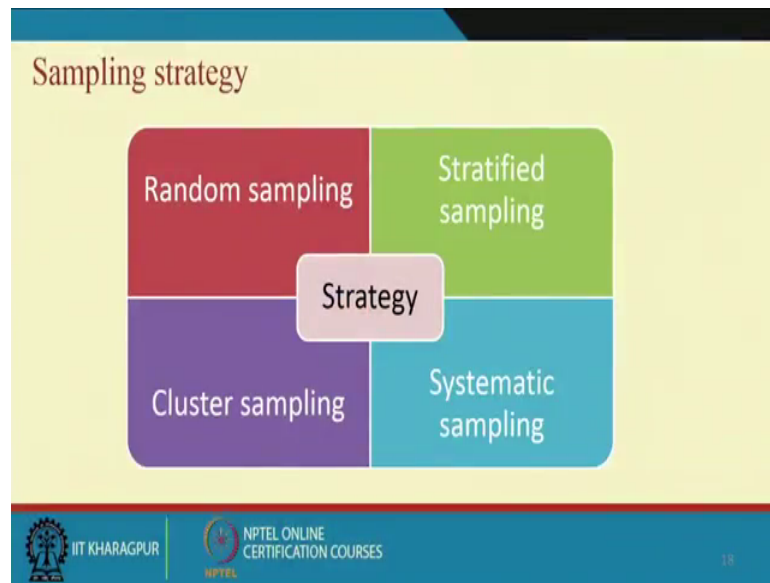 Sampling strategy
Random sampling
Stratified
sampling
Strategy
Cluster sampling
Systematic
sampling
IIT KHARAGPUR
NPTEL
NPTEL ONLINE
CERTIFICATION COURSES
18